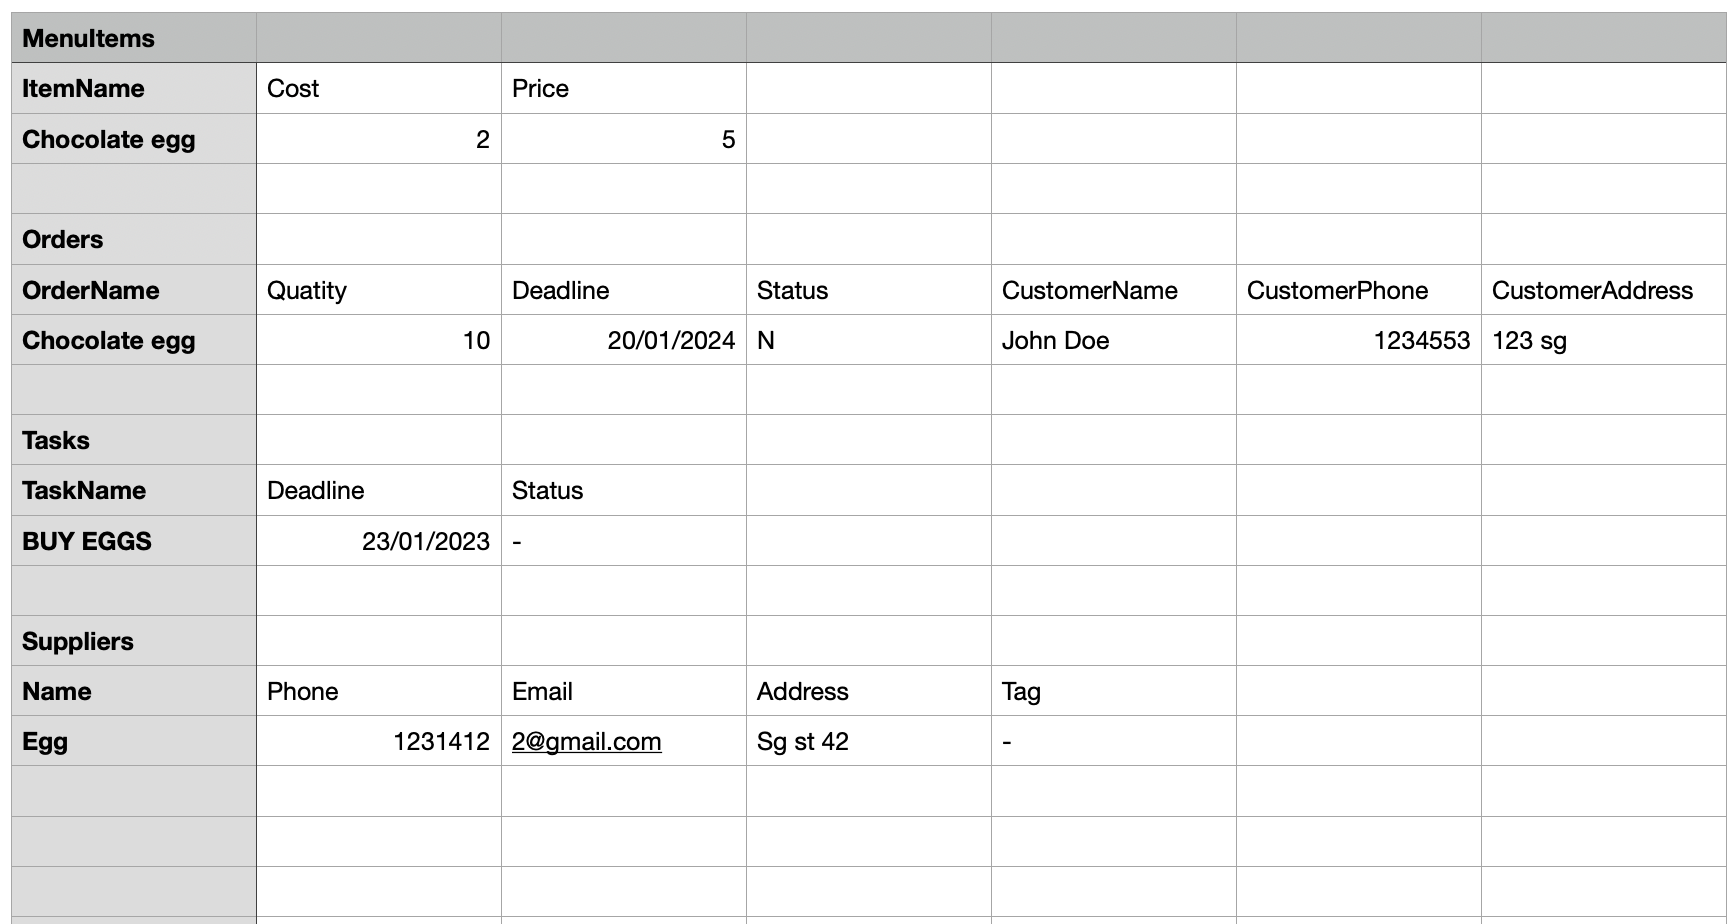 MenuItems
ItemName Cost Price
Chocolate egg 2 5
Orders
OrderName Quatity Deadline Status CustomerName CustomerPhone CustomerAddress
Chocolate egg 10 20/01/2024 N John Doe 1234553 123 sg
Tasks
TaskName Deadline Status
BUY EGGS 23/01/2023 -
Suppliers
Name Phone Email Address Tag
Egg 1231412 2@gmail.com Sg st 42 -